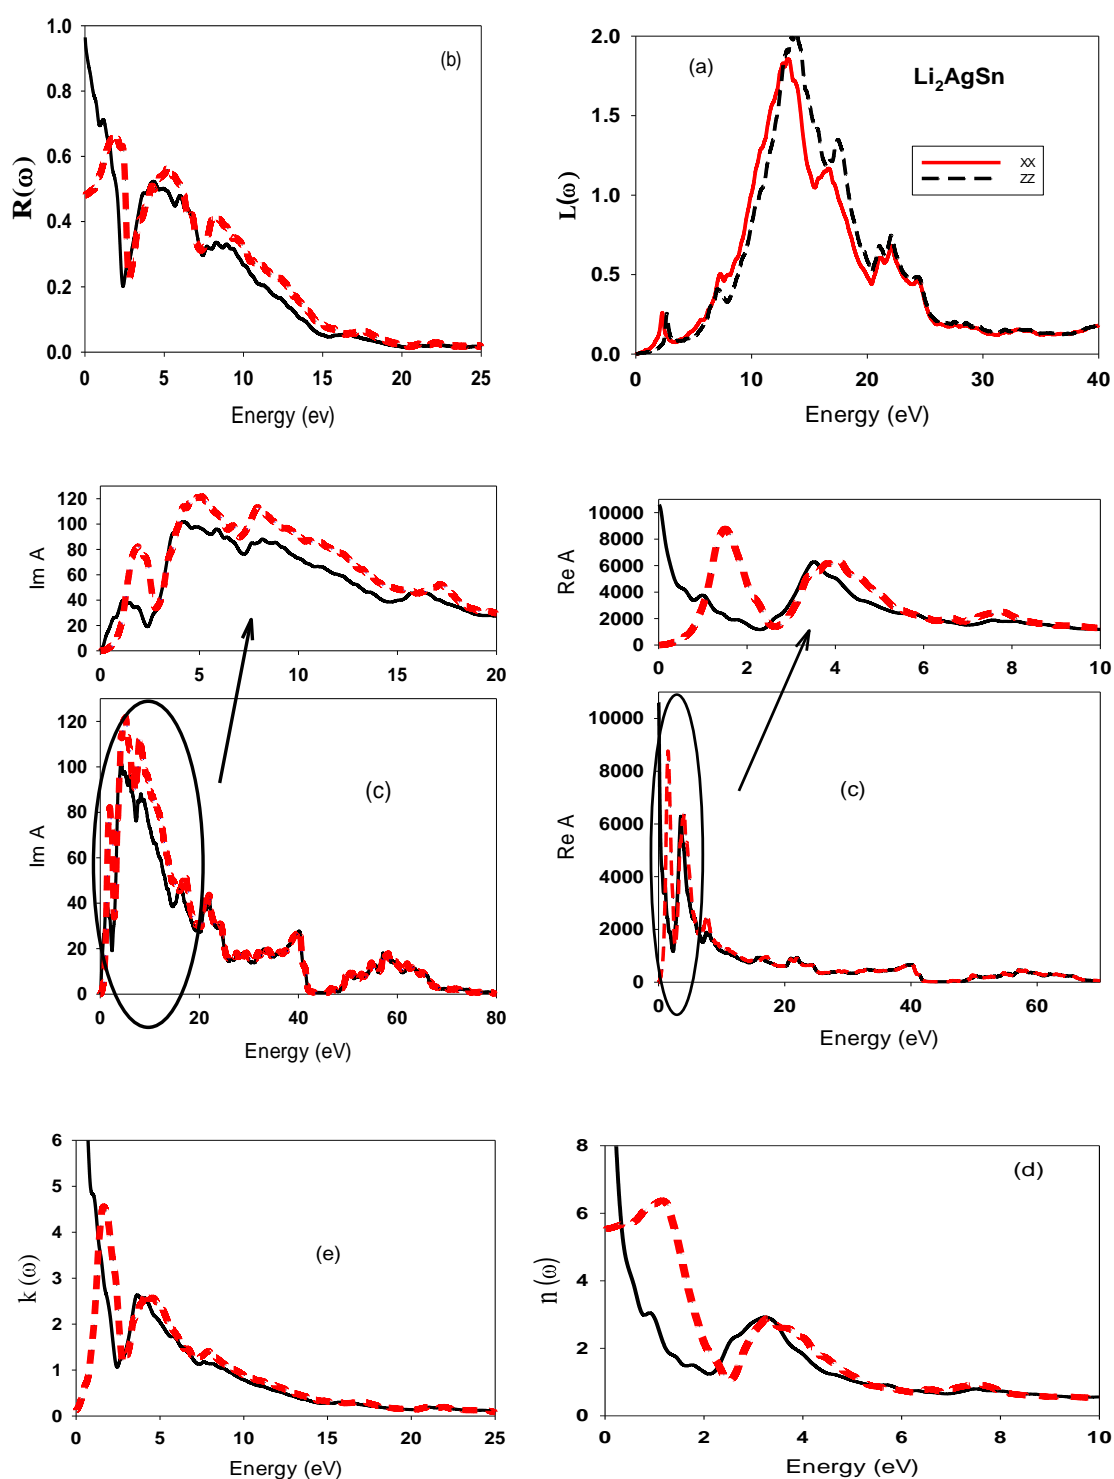 1.0
0.8
0.6
0.4
0.2
0.0
R(ω)
(b)
0 5 10 15 20 25
Energy (ev)
2.0
1.5
1.0
0.5
0.0
L(ω)
(a)
Li₂AgSn
XX
ZZ
0 10 20 30 40
Energy (eV)
120
100
80
60
40
20
0
Im A
0 5 10 15 20
10000
8000
6000
4000
2000
0
Re A
0 2 4 6 8 10
120
100
80
60
40
20
0
Im A
(c)
0 20 40 60 80
Energy (eV)
10000
8000
6000
4000
2000
0
Re A
(c)
0 20 40 60
Energy (eV)
6
5
4
3
2
1
0
k (ω)
(e)
0 5 10 15 20 25
Energy (eV)
8
6
4
2
0
n (ω)
(d)
0 2 4 6 8 10
Energy (eV)